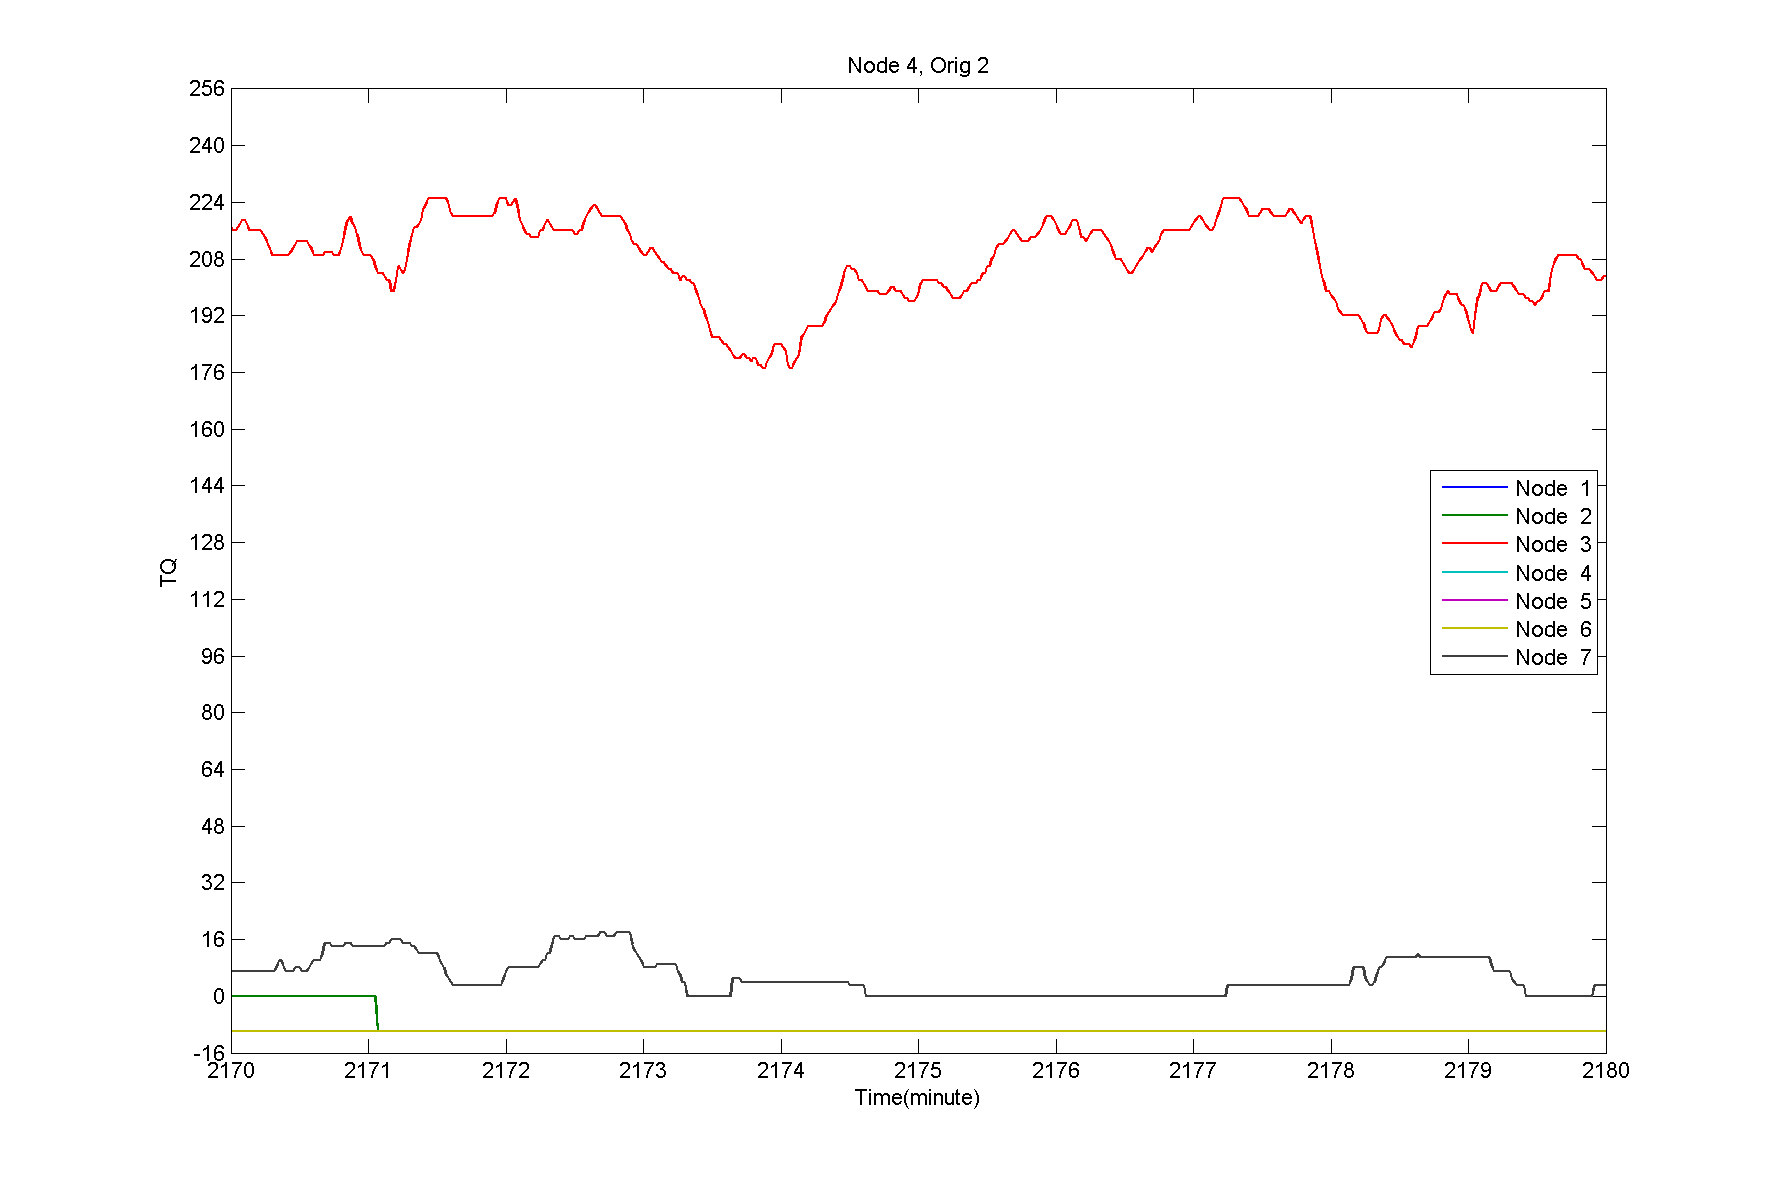 Node 4, Orig 2
256
240
224
208
192
176
160
144
128
112
96
80
64
48
32
16
0
-16
TQ
Node 1
Node 2
Node 3
Node 4
Node 5
Node 6
Node 7
2170 2171 2172 2173 2174 2175 2176 2177 2178 2179 2180
Time(minute)